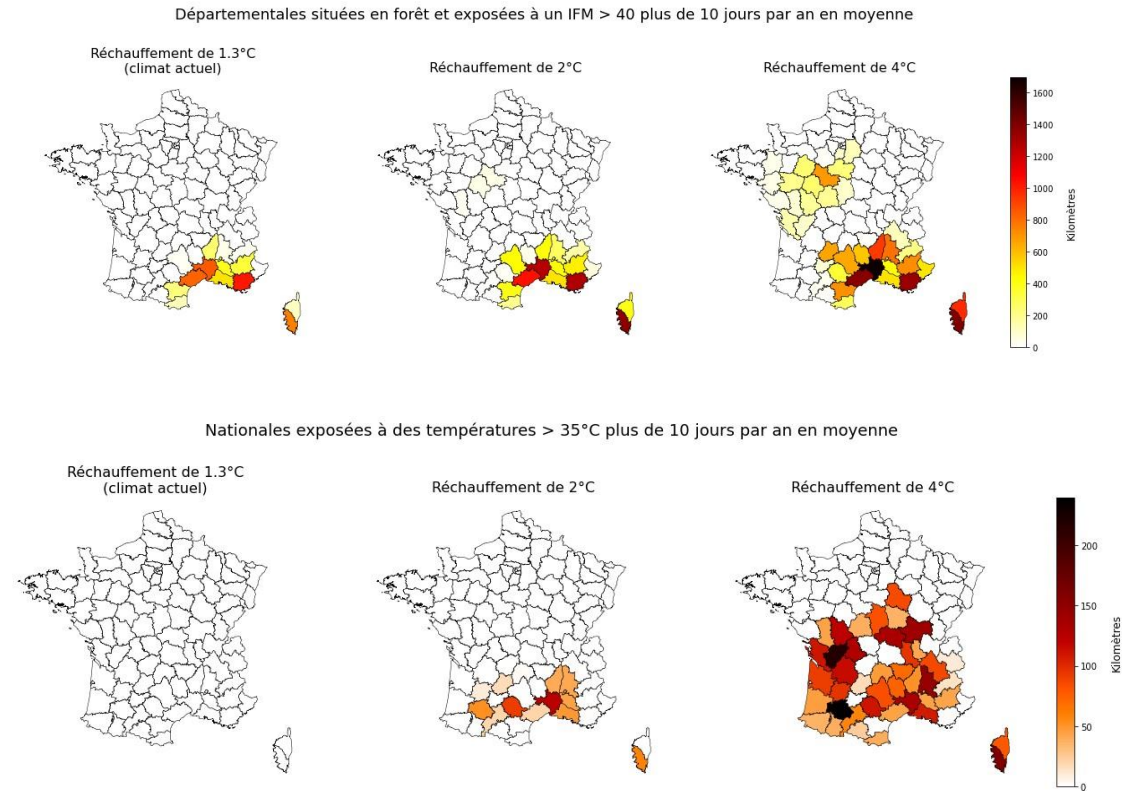 Départementales situées en forêt et exposées à un IFM > 40 plus de 10 jours par an en moyenne
Réchauffement de 1.3°C
(climat actuel)
Réchauffement de 2°C
Réchauffement de 4°C
1600
1400
1200
1000
800
600
400
200
0
Kilomètres
Nationales exposées à des températures > 35°C plus de 10 jours par an en moyenne
Réchauffement de 1.3°C
(climat actuel)
Réchauffement de 2°C
Réchauffement de 4°C
200
150
100
50
0
Kilomètres